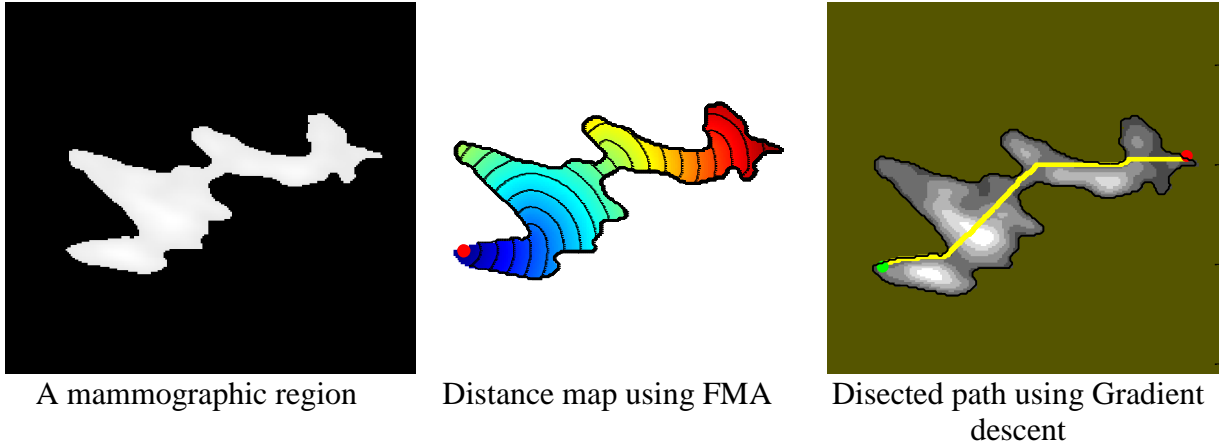 A mammographic region
Distance map using FMA
Disected path using Gradient
descent